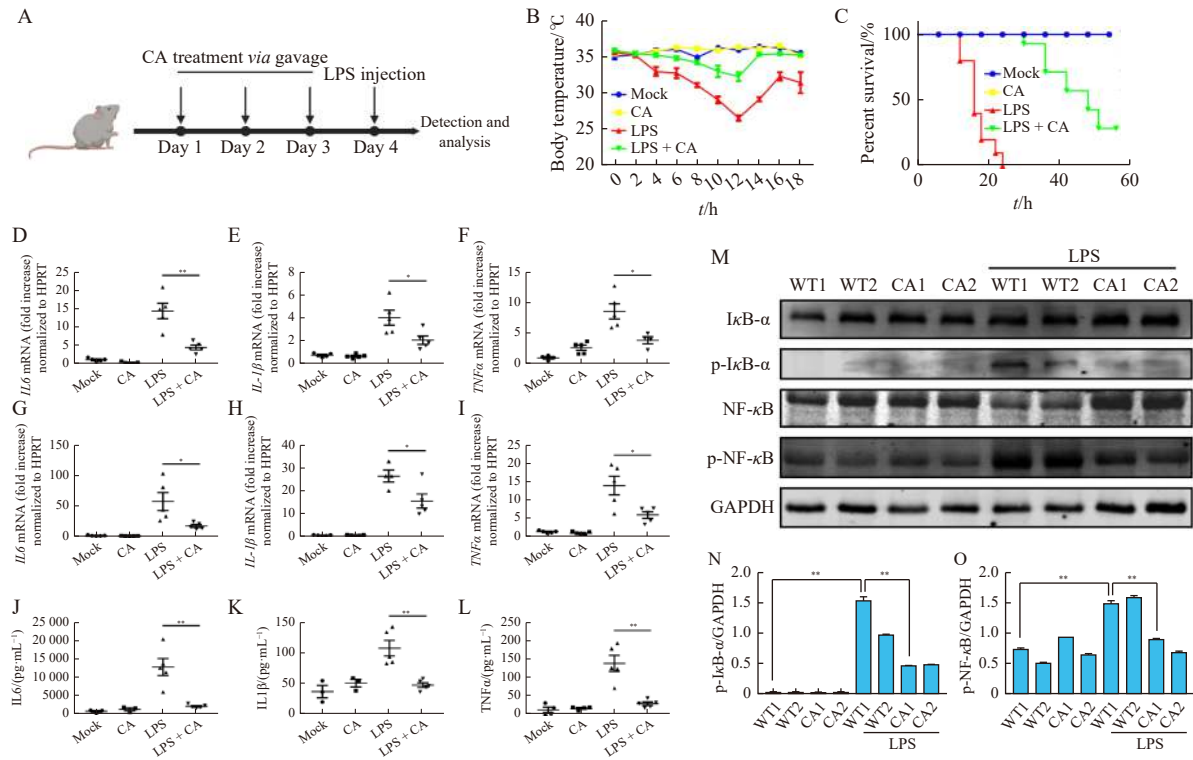 A
CA treatment via gavage
LPS injection
Day 1 Day 2 Day 3 Day 4
Detection and
analysis
B
Body temperature/℃
40
35
30
25
20
Mock
CA
LPS
LPS + CA
0 2 4 6 8 10 12 14 16 18
t/h
C
Percent survival/%
100
50
0
Mock
CA
LPS
LPS + CA
0 20 40 60
t/h
D
IL6 mRNA (fold increase)
normalized to HPRT
25
20
15
10
5
0
**
Mock CA LPS LPS + CA
E
IL-1β mRNA (fold increase)
normalized to HPRT
8
6
4
2
0
*
Mock CA LPS LPS + CA
F
TNFα mRNA (fold increase)
normalized to HPRT
15
10
5
0
*
Mock CA LPS LPS + CA
G
IL6 mRNA (fold increase)
normalized to HPRT
150
100
50
0
*
Mock CA LPS LPS + CA
H
IL-1β mRNA (fold increase)
normalized to HPRT
40
30
20
10
0
*
Mock CA LPS LPS + CA
I
TNFα mRNA (fold increase)
normalized to HPRT
25
20
15
10
5
0
*
Mock CA LPS LPS + CA
J
IL6/(pg·mL−1)
25 000
20 000
15 000
10 000
5000
0
**
Mock CA LPS LPS + CA
K
IL1β/(pg·mL−1)
200
150
100
50
0
**
Mock CA LPS LPS + CA
L
TNFα/(pg·mL−1)
250
200
150
100
50
0
**
Mock CA LPS LPS + CA
M
LPS
WT1 WT2 CA1 CA2 WT1 WT2 CA1 CA2
IκB-α
p-IκB-α
NF-κB
p-NF-κB
GAPDH
N
p-IκB-α/GAPDH
2.0
1.5
1.0
0.5
0
** **
WT1 WT2 CA1 CA2 WT1 WT2 CA1 CA2
LPS
O
p-NF-κB/GAPDH
2.0
1.5
1.0
0.5
0
** **
WT1 WT2 CA1 CA2 WT1 WT2 CA1 CA2
LPS